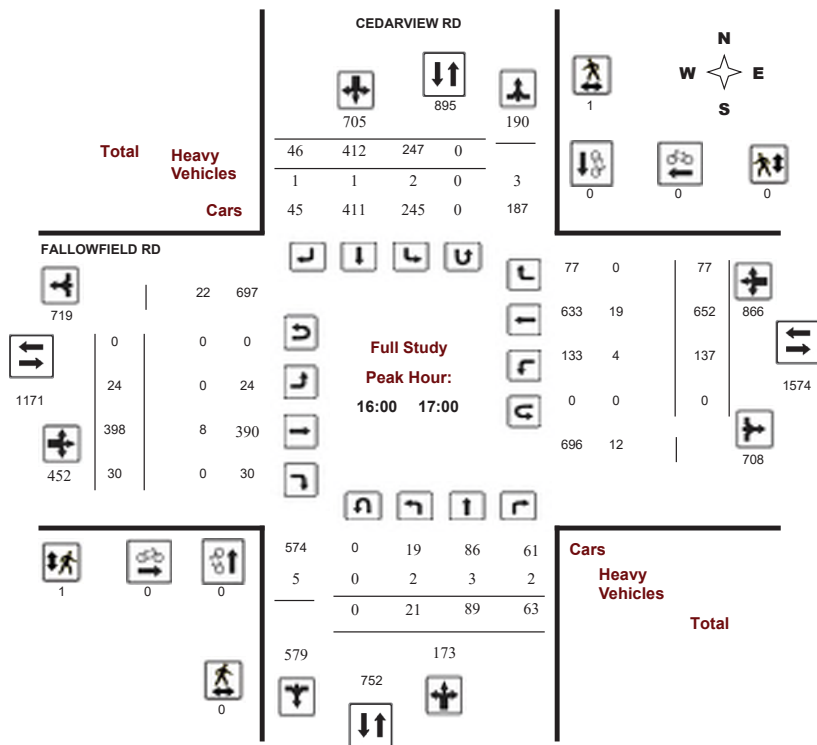 CEDARVIEW RD
N
W E
S
895
1
705 190
Total Heavy Vehicles
46 412 247 0
0 0 0
1 1 2 0 3
Cars 45 411 245 0 187
FALLOWFIELD RD
77 0 77
719 22 697
633 19 652 866
0 0 0
Full Study
133 4 137
1171 24 0 24
Peak Hour:
1574
16:00 17:00
0 0 0
398 8 390
696 12
452 30 0 30
708
574 0 19 86 61
Cars
5 0 2 3 2
Heavy
Vehicles
1 0 0
0 21 89 63
Total
579 173
752
0